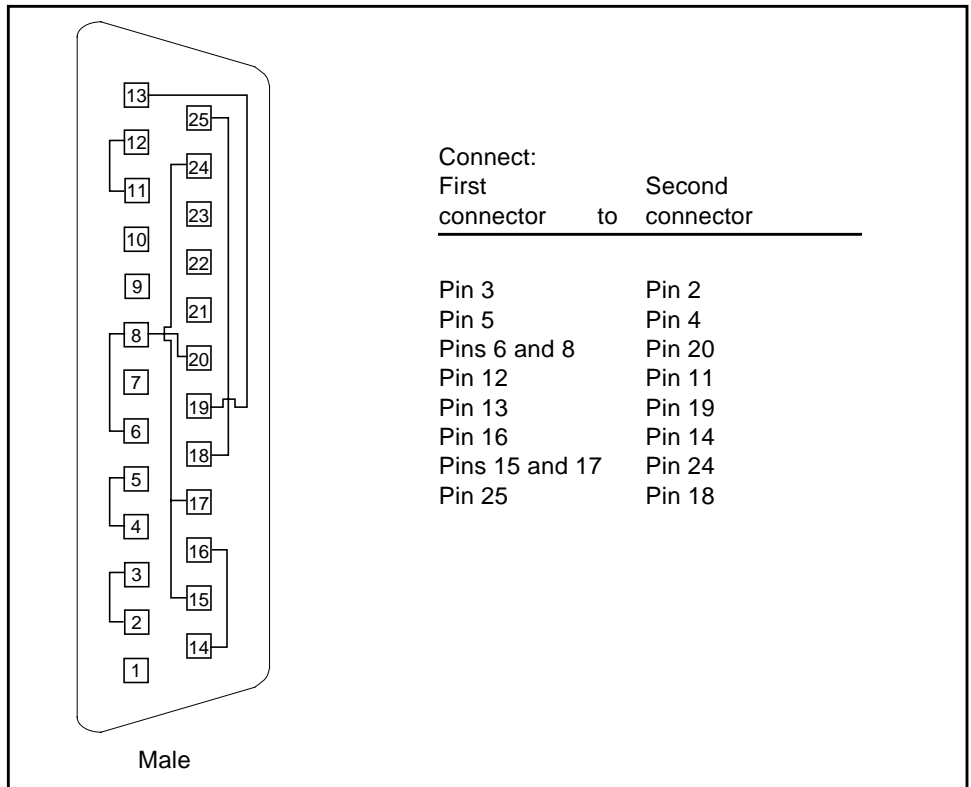 13
25
12
24
11
23
10
22
9
21
8
20
7
19
6
18
5
17
4
16
3
15
2
14
1
Male
Connect:
First Second
connector to connector
Pin 3 Pin 2
Pin 5 Pin 4
Pins 6 and 8 Pin 20
Pin 12 Pin 11
Pin 13 Pin 19
Pin 16 Pin 14
Pins 15 and 17 Pin 24
Pin 25 Pin 18